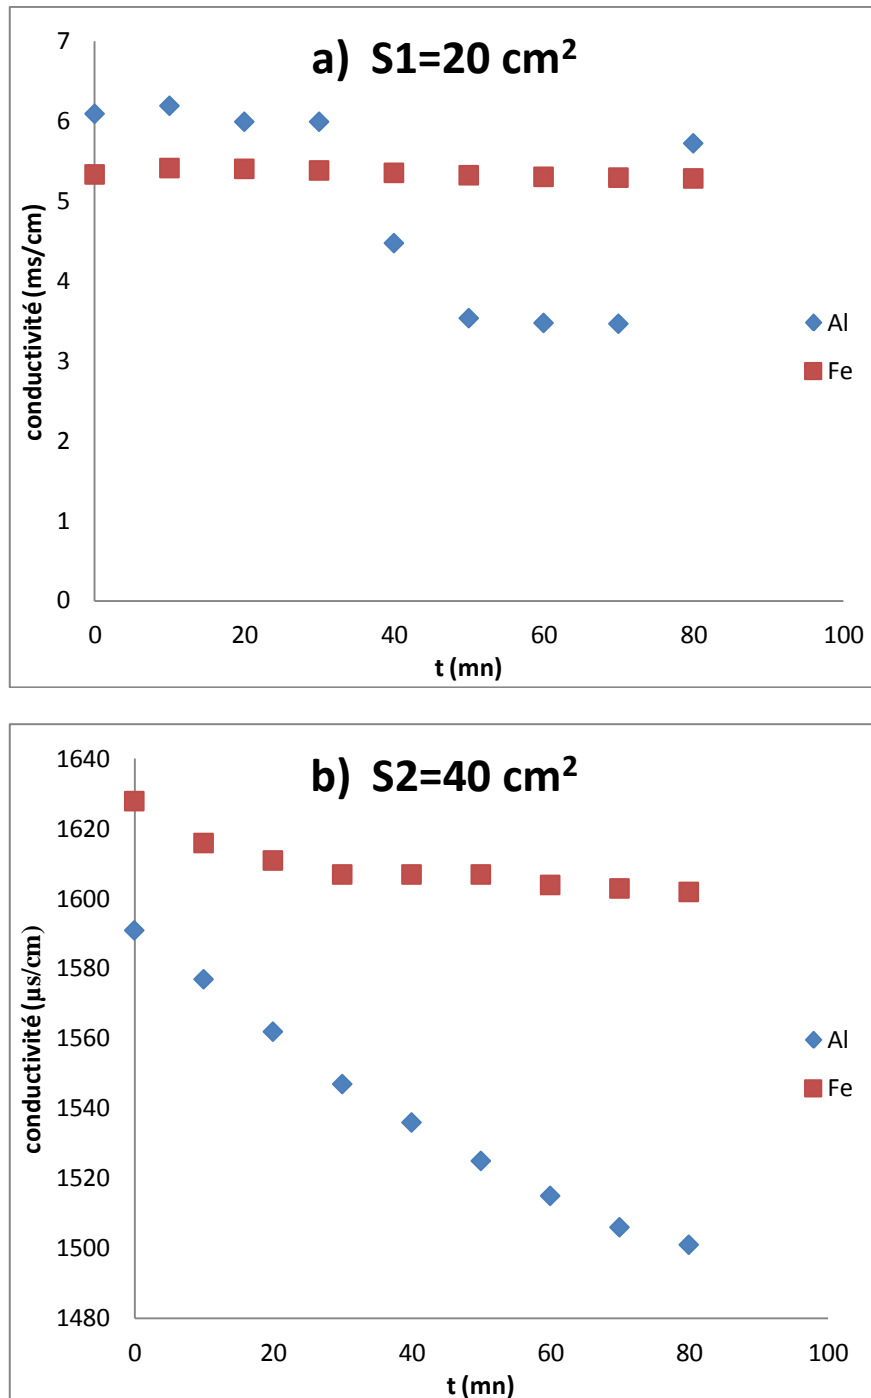 a) S1=20 cm²
7
6
5
4
3
2
1
0
0 20 40 60 80 100
conductivité (ms/cm)
t (mn)
Al
Fe
b) S2=40 cm²
1640
1620
1600
1580
1560
1540
1520
1500
1480
0 20 40 60 80 100
conductivité (µs/cm)
t (mn)
Al
Fe